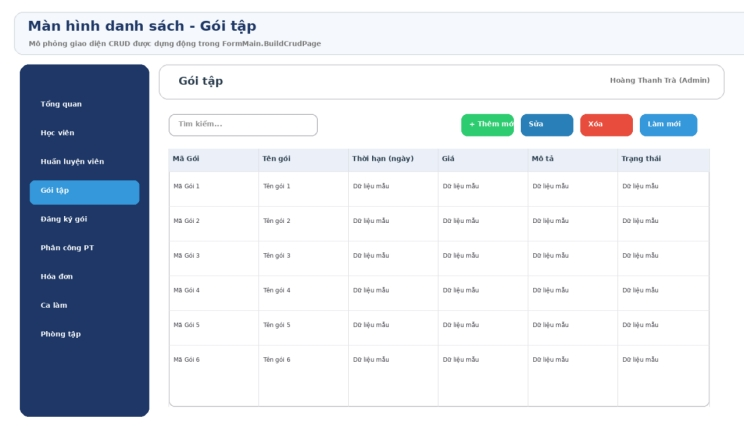 Màn hình danh sách - Gói tập
Mô phỏng giao diện CRUD được dựng động trong FormMain.BuildCrudPage
Tổng quan
Học viên
Huấn luyện viên
Gói tập
Đăng ký gói
Phân công PT
Hóa đơn
Ca làm
Phòng tập
Gói tập
Hoàng Thanh Trà (Admin)
Tìm kiếm...
+ Thêm mớ
Sửa
Xóa
Làm mới
Mã Gói Tên gói Thời hạn (ngày) Giá Mô tả Trạng thái
Mã Gói 1 Tên gói 1 Dữ liệu mẫu Dữ liệu mẫu Dữ liệu mẫu Dữ liệu mẫu
Mã Gói 2 Tên gói 2 Dữ liệu mẫu Dữ liệu mẫu Dữ liệu mẫu Dữ liệu mẫu
Mã Gói 3 Tên gói 3 Dữ liệu mẫu Dữ liệu mẫu Dữ liệu mẫu Dữ liệu mẫu
Mã Gói 4 Tên gói 4 Dữ liệu mẫu Dữ liệu mẫu Dữ liệu mẫu Dữ liệu mẫu
Mã Gói 5 Tên gói 5 Dữ liệu mẫu Dữ liệu mẫu Dữ liệu mẫu Dữ liệu mẫu
Mã Gói 6 Tên gói 6 Dữ liệu mẫu Dữ liệu mẫu Dữ liệu mẫu Dữ liệu mẫu